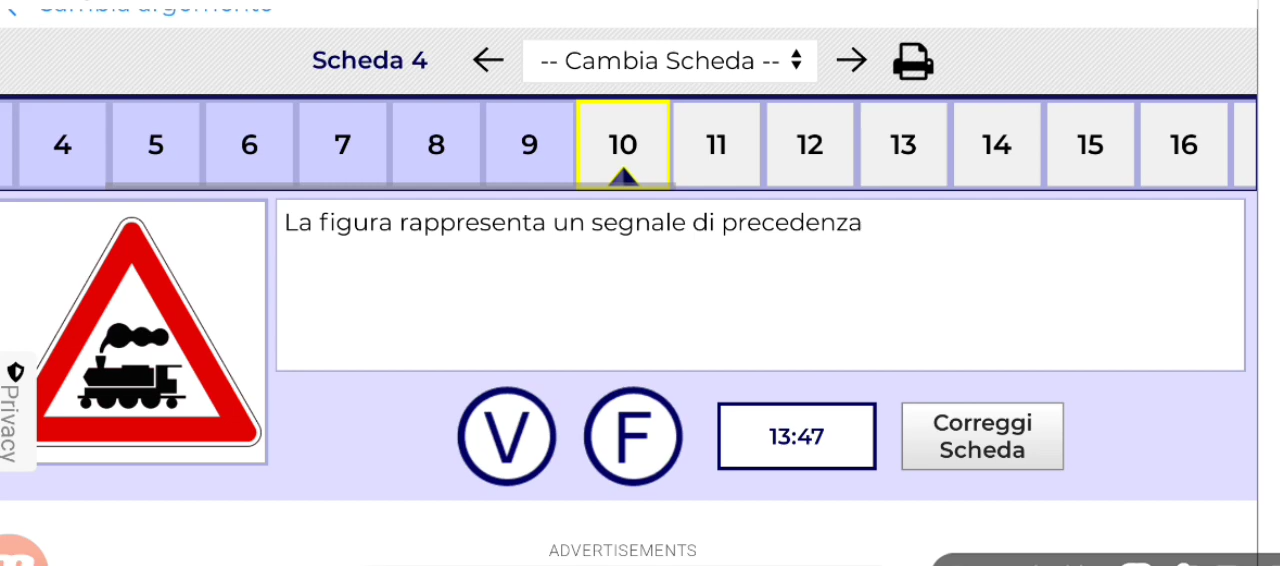 Scheda 4
-- Cambia Scheda --
4 5 6 7 8 9 10 11 12 13 14 15 16
La figura rappresenta un segnale di precedenza
V F 13:47 Correggi
Scheda
Privacy
ADVERTISEMENTS